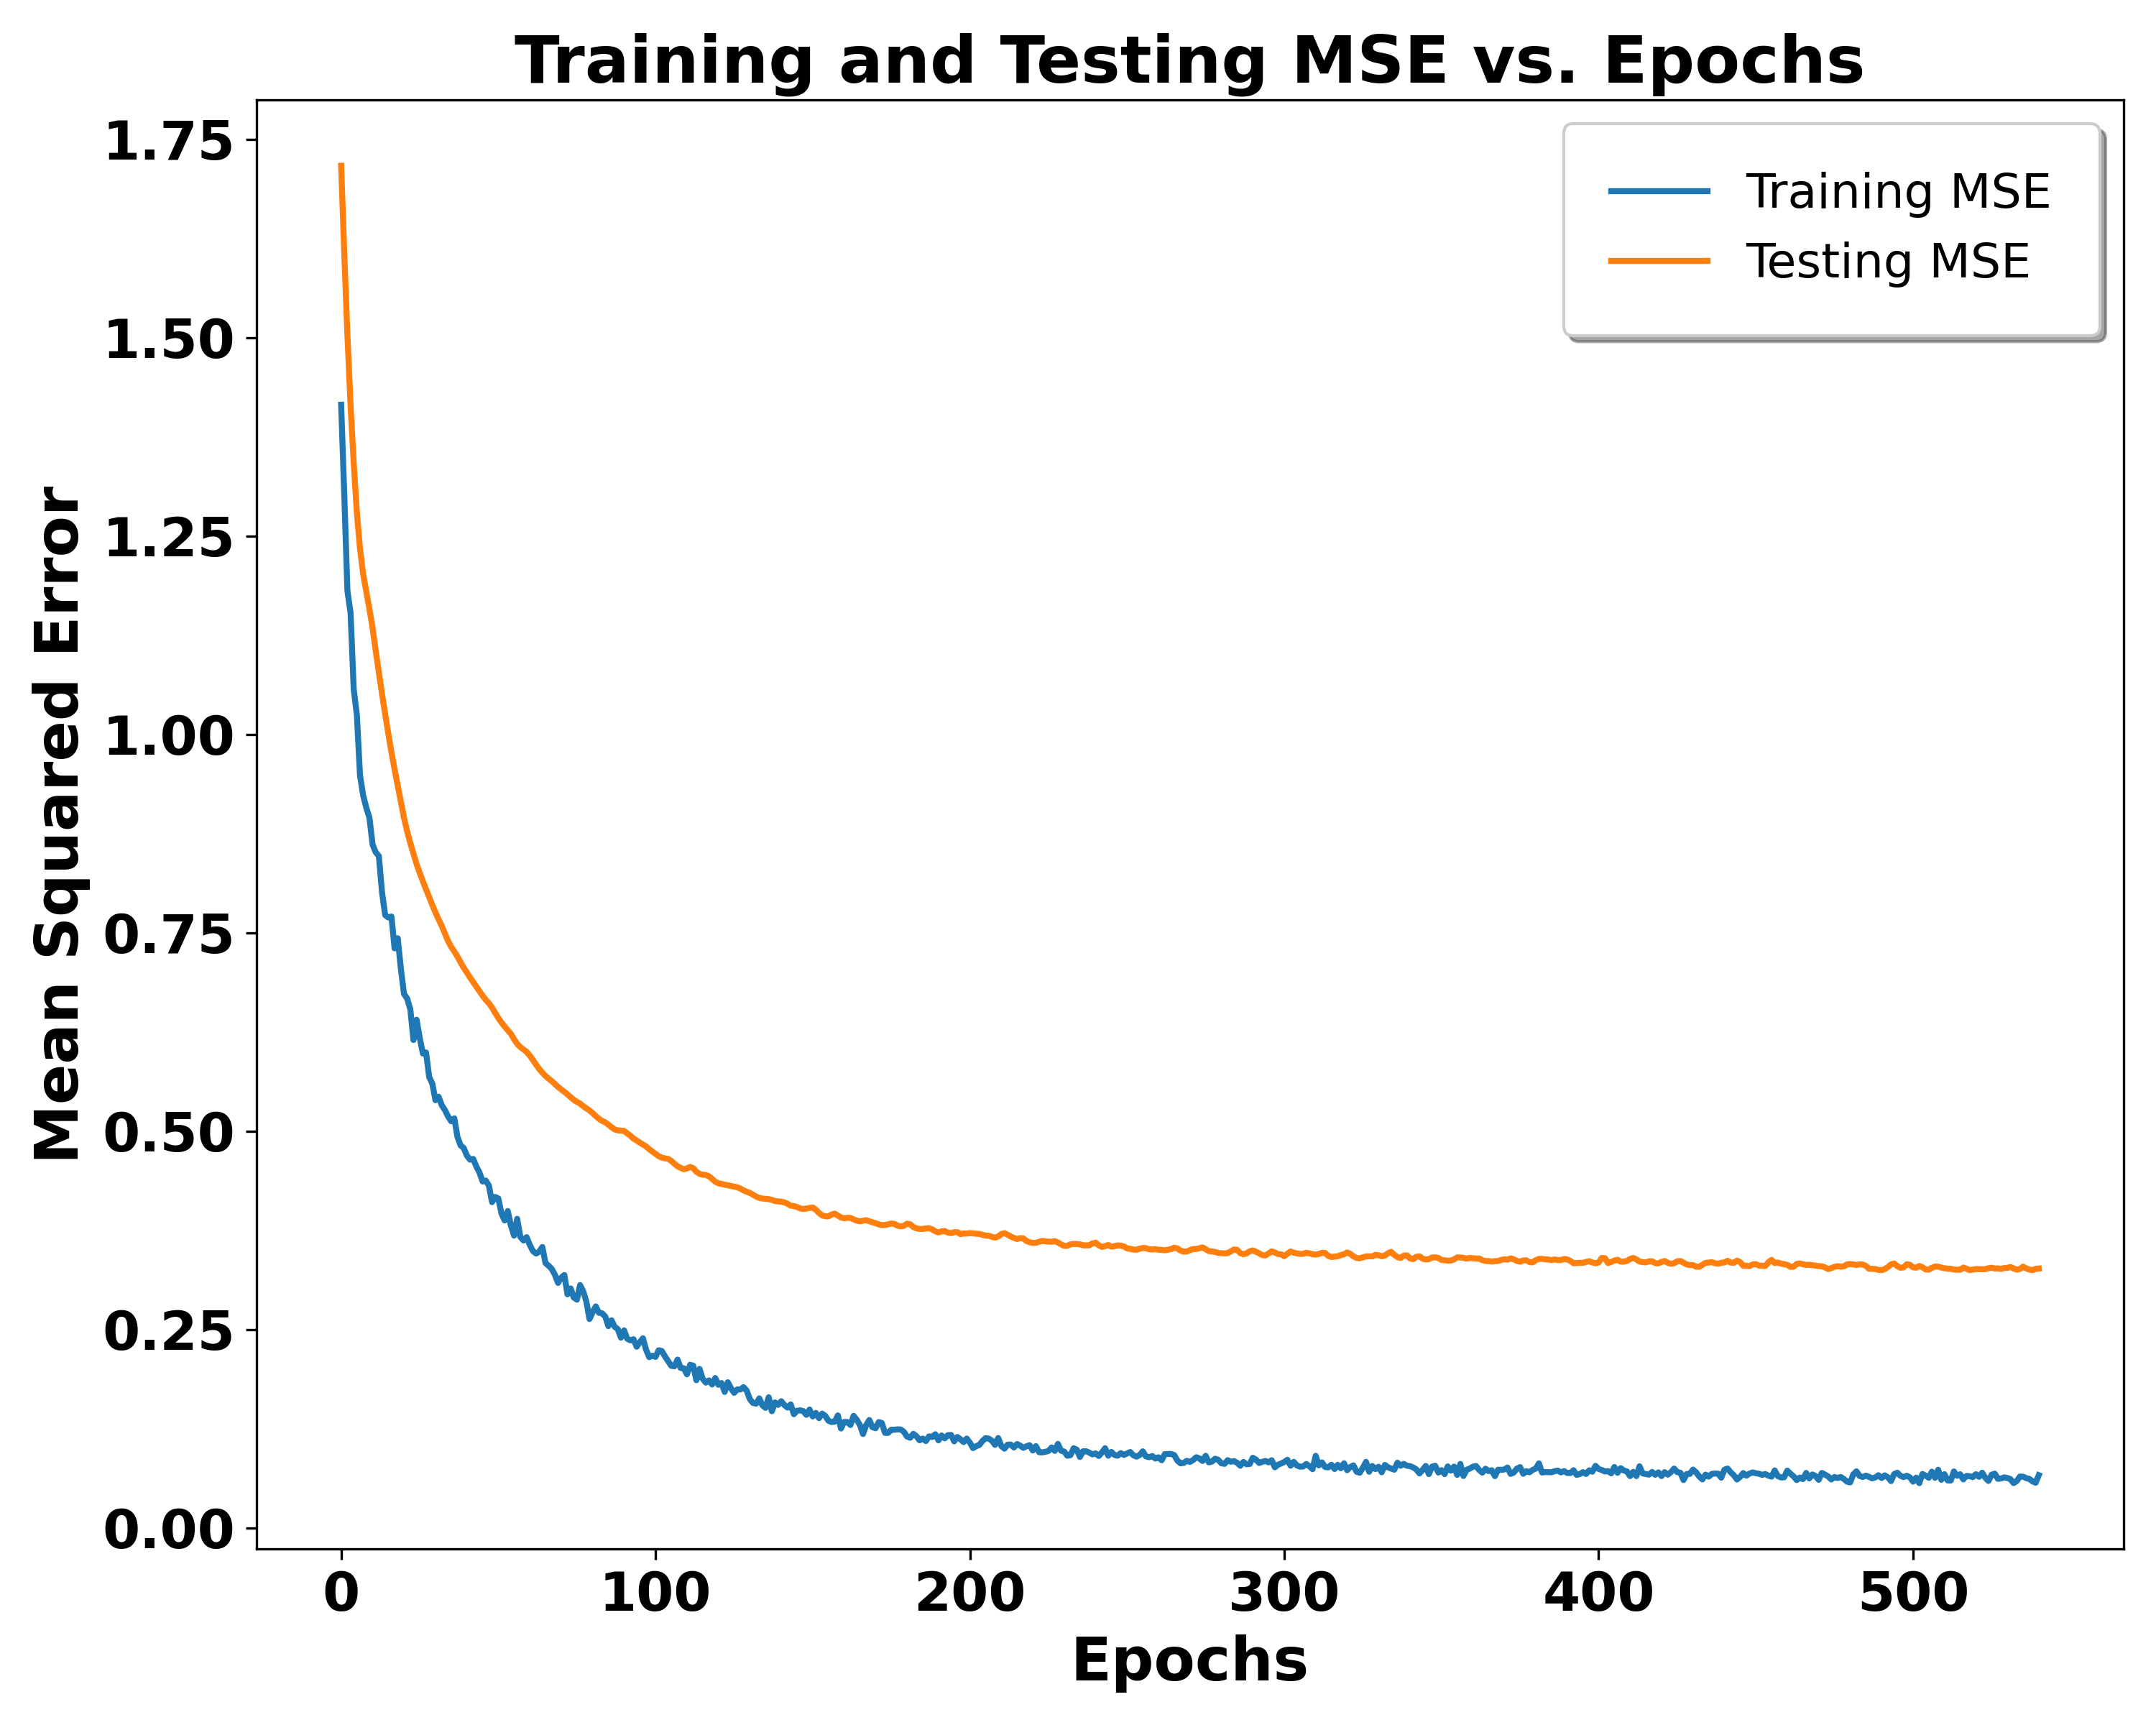 Training and Testing MSE vs. Epochs
Training MSE
Testing MSE
Mean Squared Error
1.75
1.50
1.25
1.00
0.75
0.50
0.25
0.00
0 100 200 300 400 500
Epochs